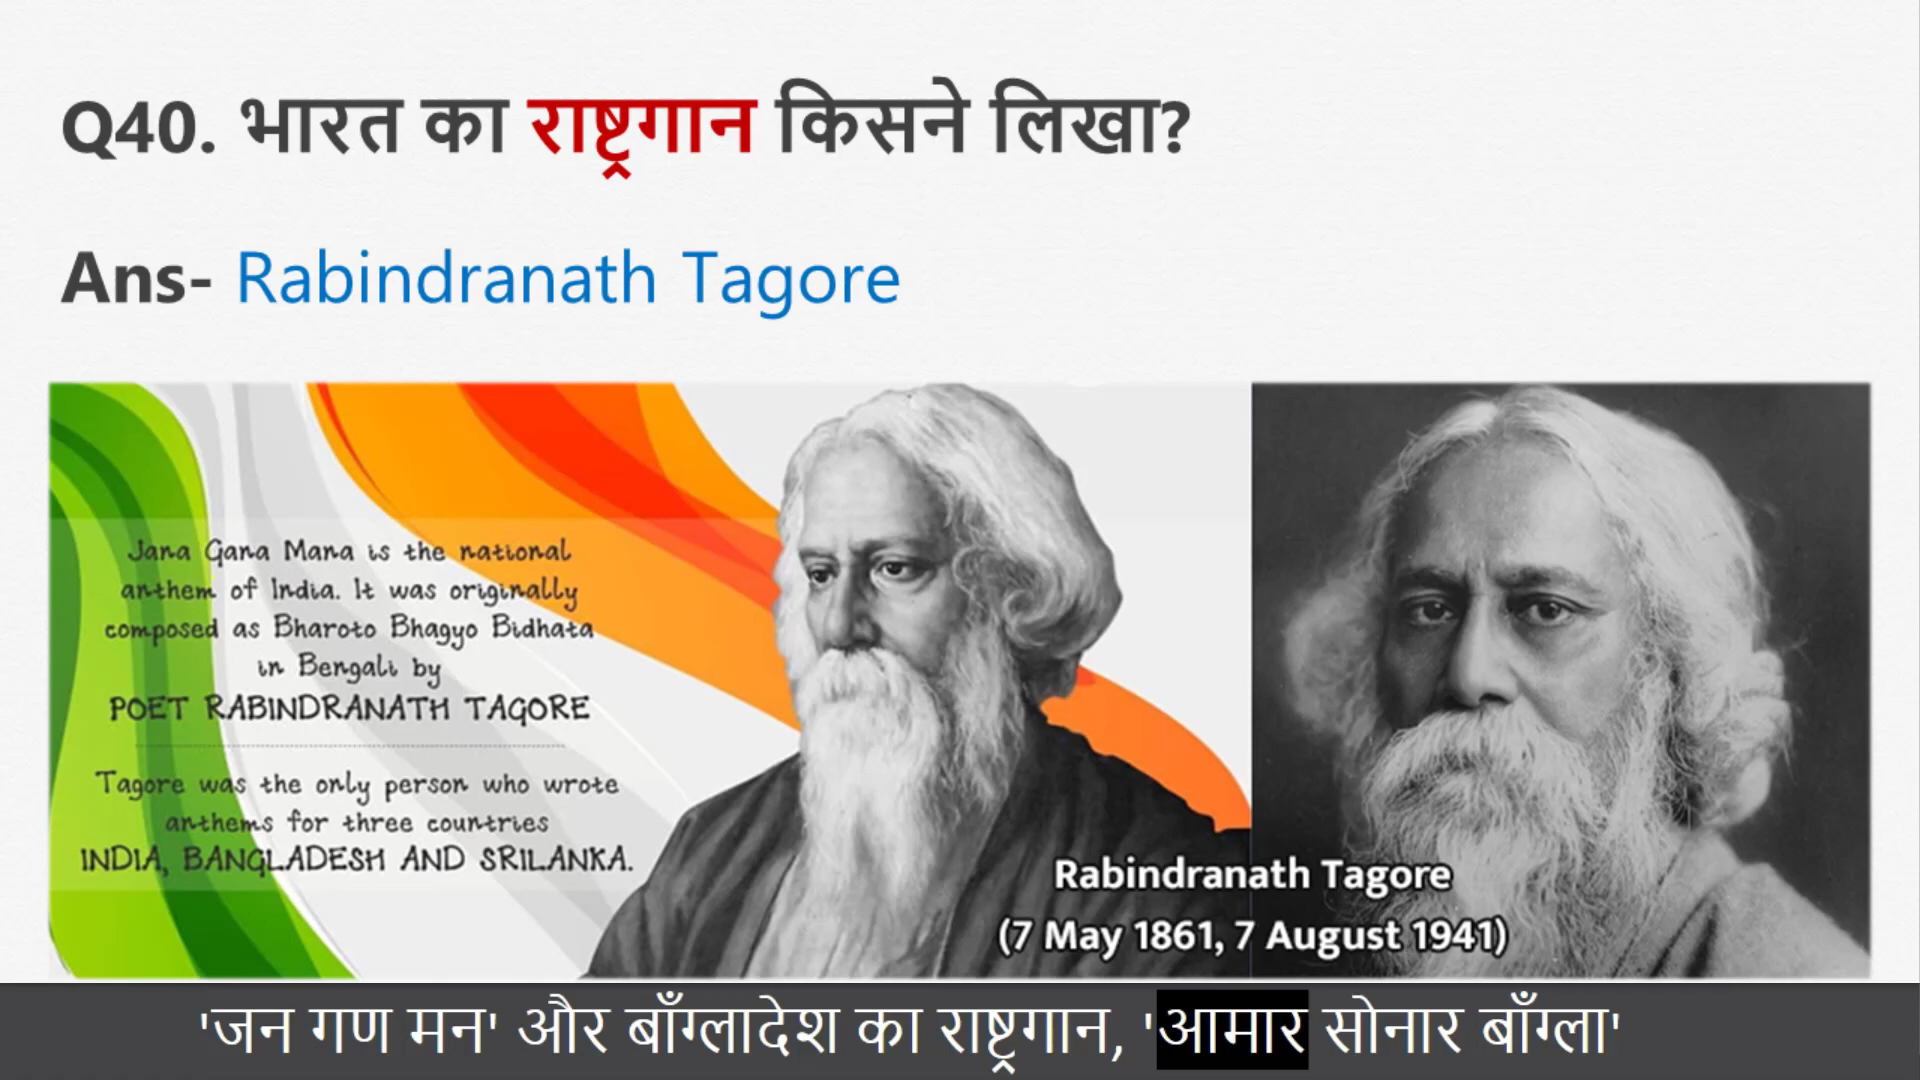 Q40. भारत का राष्ट्रगान किसने लिखा?
Ans- Rabindranath Tagore
Jana Gana Mana is the national
anthem of India. It was originally
composed as Bharoto Bhagyo Bidhata
in Bengali by
POET RABINDRANATH TAGORE
Tagore was the only person who wrote
anthems for three countries
INDIA, BANGLADESH AND SRILANKA.
Rabindranath Tagore
(7 May 1861, 7 August 1941)
'जन गण मन' और बाँग्लादेश का राष्ट्रगान, 'आमार सोनार बाँग्ला'